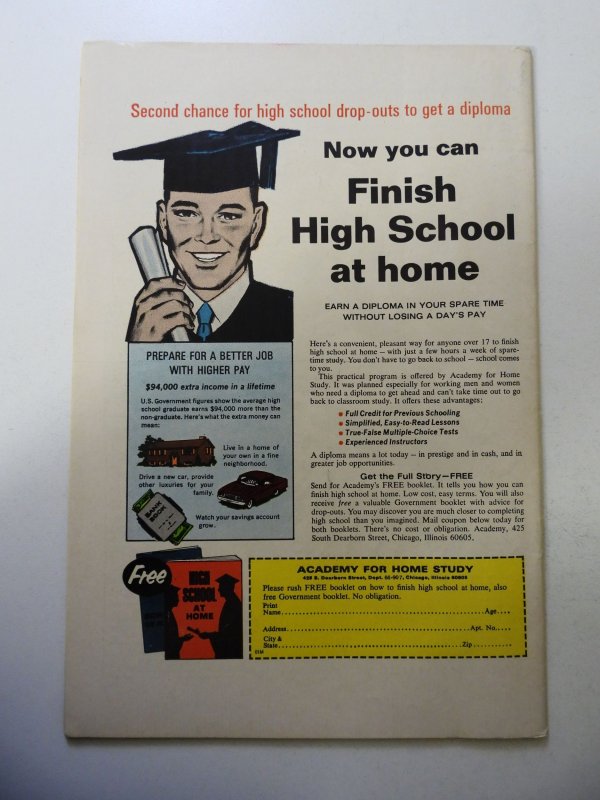 Second chance for high school drop-outs to get a diploma
Now you can
Finish
High School
at home
EARN A DIPLOMA IN YOUR SPARE TIME
WITHOUT LOSING A DAY'S PAY
PREPARE FOR A BETTER JOB
WITH HIGHER PAY
$94,000 extra income in a lifetime
U.S. Government figures show the average high
school graduate earns $94,000 more than the
non-graduate. Here's what the extra money can
mean:
Live in a home of
your own in a fine
neighborhood.
Drive a new car, provide
other luxuries for your
family.
BANK
BOOK
Watch your savings account
grow.
Here's a convenient, pleasant way for anyone over 17 to finish
high school at home — with just a few hours a week of spare-
time study. You don't have to go back to school — school comes
to you.
This practical program is offered by Academy for Home
Study. It was planned especially for working men and women
who need a diploma to get ahead and can't take time out to go
back to classroom study. It offers these advantages:
• Full Credit for Previous Schooling
• Simplified, Easy-to-Read Lessons
• True-False Multiple-Choice Tests
• Experienced Instructors
A diploma means a lot today — in prestige and in cash, and in
greater job opportunities.
Get the Full Story—FREE
Send for Academy's FREE booklet. It tells you how you can
finish high school at home. Low cost, easy terms. You will also
receive free a valuable Government booklet with advice for
drop-outs. You may discover you are much closer to completing
high school than you imagined. Mail coupon below today for
both booklets. There's no cost or obligation. Academy, 425
South Dearborn Street, Chicago, Illinois 60605.
Free
HIGH
SCHOOL
AT
HOME
ACADEMY FOR HOME STUDY
425 S. Dearborn Street, Dept. Chicago, Illinois 60605
Please rush FREE booklet on how to finish high school at home, also
free Government booklet. No obligation.
Print
Name Age
Address Apt. No.
City &
State Zip